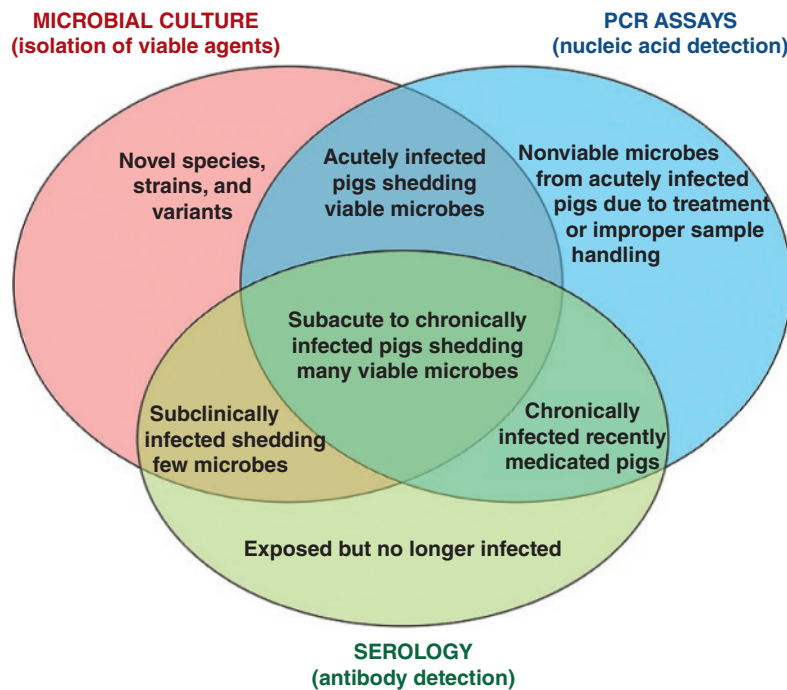 MICROBIAL CULTURE
(isolation of viable agents)
PCR ASSAYS
(nucleic acid detection)
Novel species,
strains, and
variants
Acutely infected
pigs shedding
viable microbes
Nonviable microbes
from acutely infected
pigs due to treatment
or improper sample
handling
Subacute to chronically
infected pigs shedding
many viable microbes
Subclinically
infected shedding
few microbes
Chronically
infected recently
medicated pigs
Exposed but no longer infected
SEROLOGY
(antibody detection)